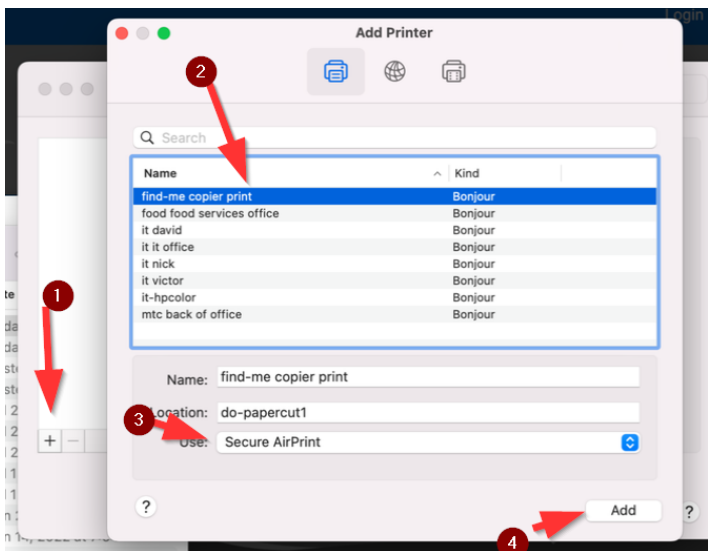 Login
Add Printer
2
Search
Name Kind
find-me copier print Bonjour
food food services office Bonjour
it david Bonjour
it it office Bonjour
it nick Bonjour
it victor Bonjour
it-hpcolor Bonjour
mtc back of office Bonjour
1
Name: find-me copier print
Location: do-papercut1
3
Use: Secure AirPrint
+ −
? Add ?
4